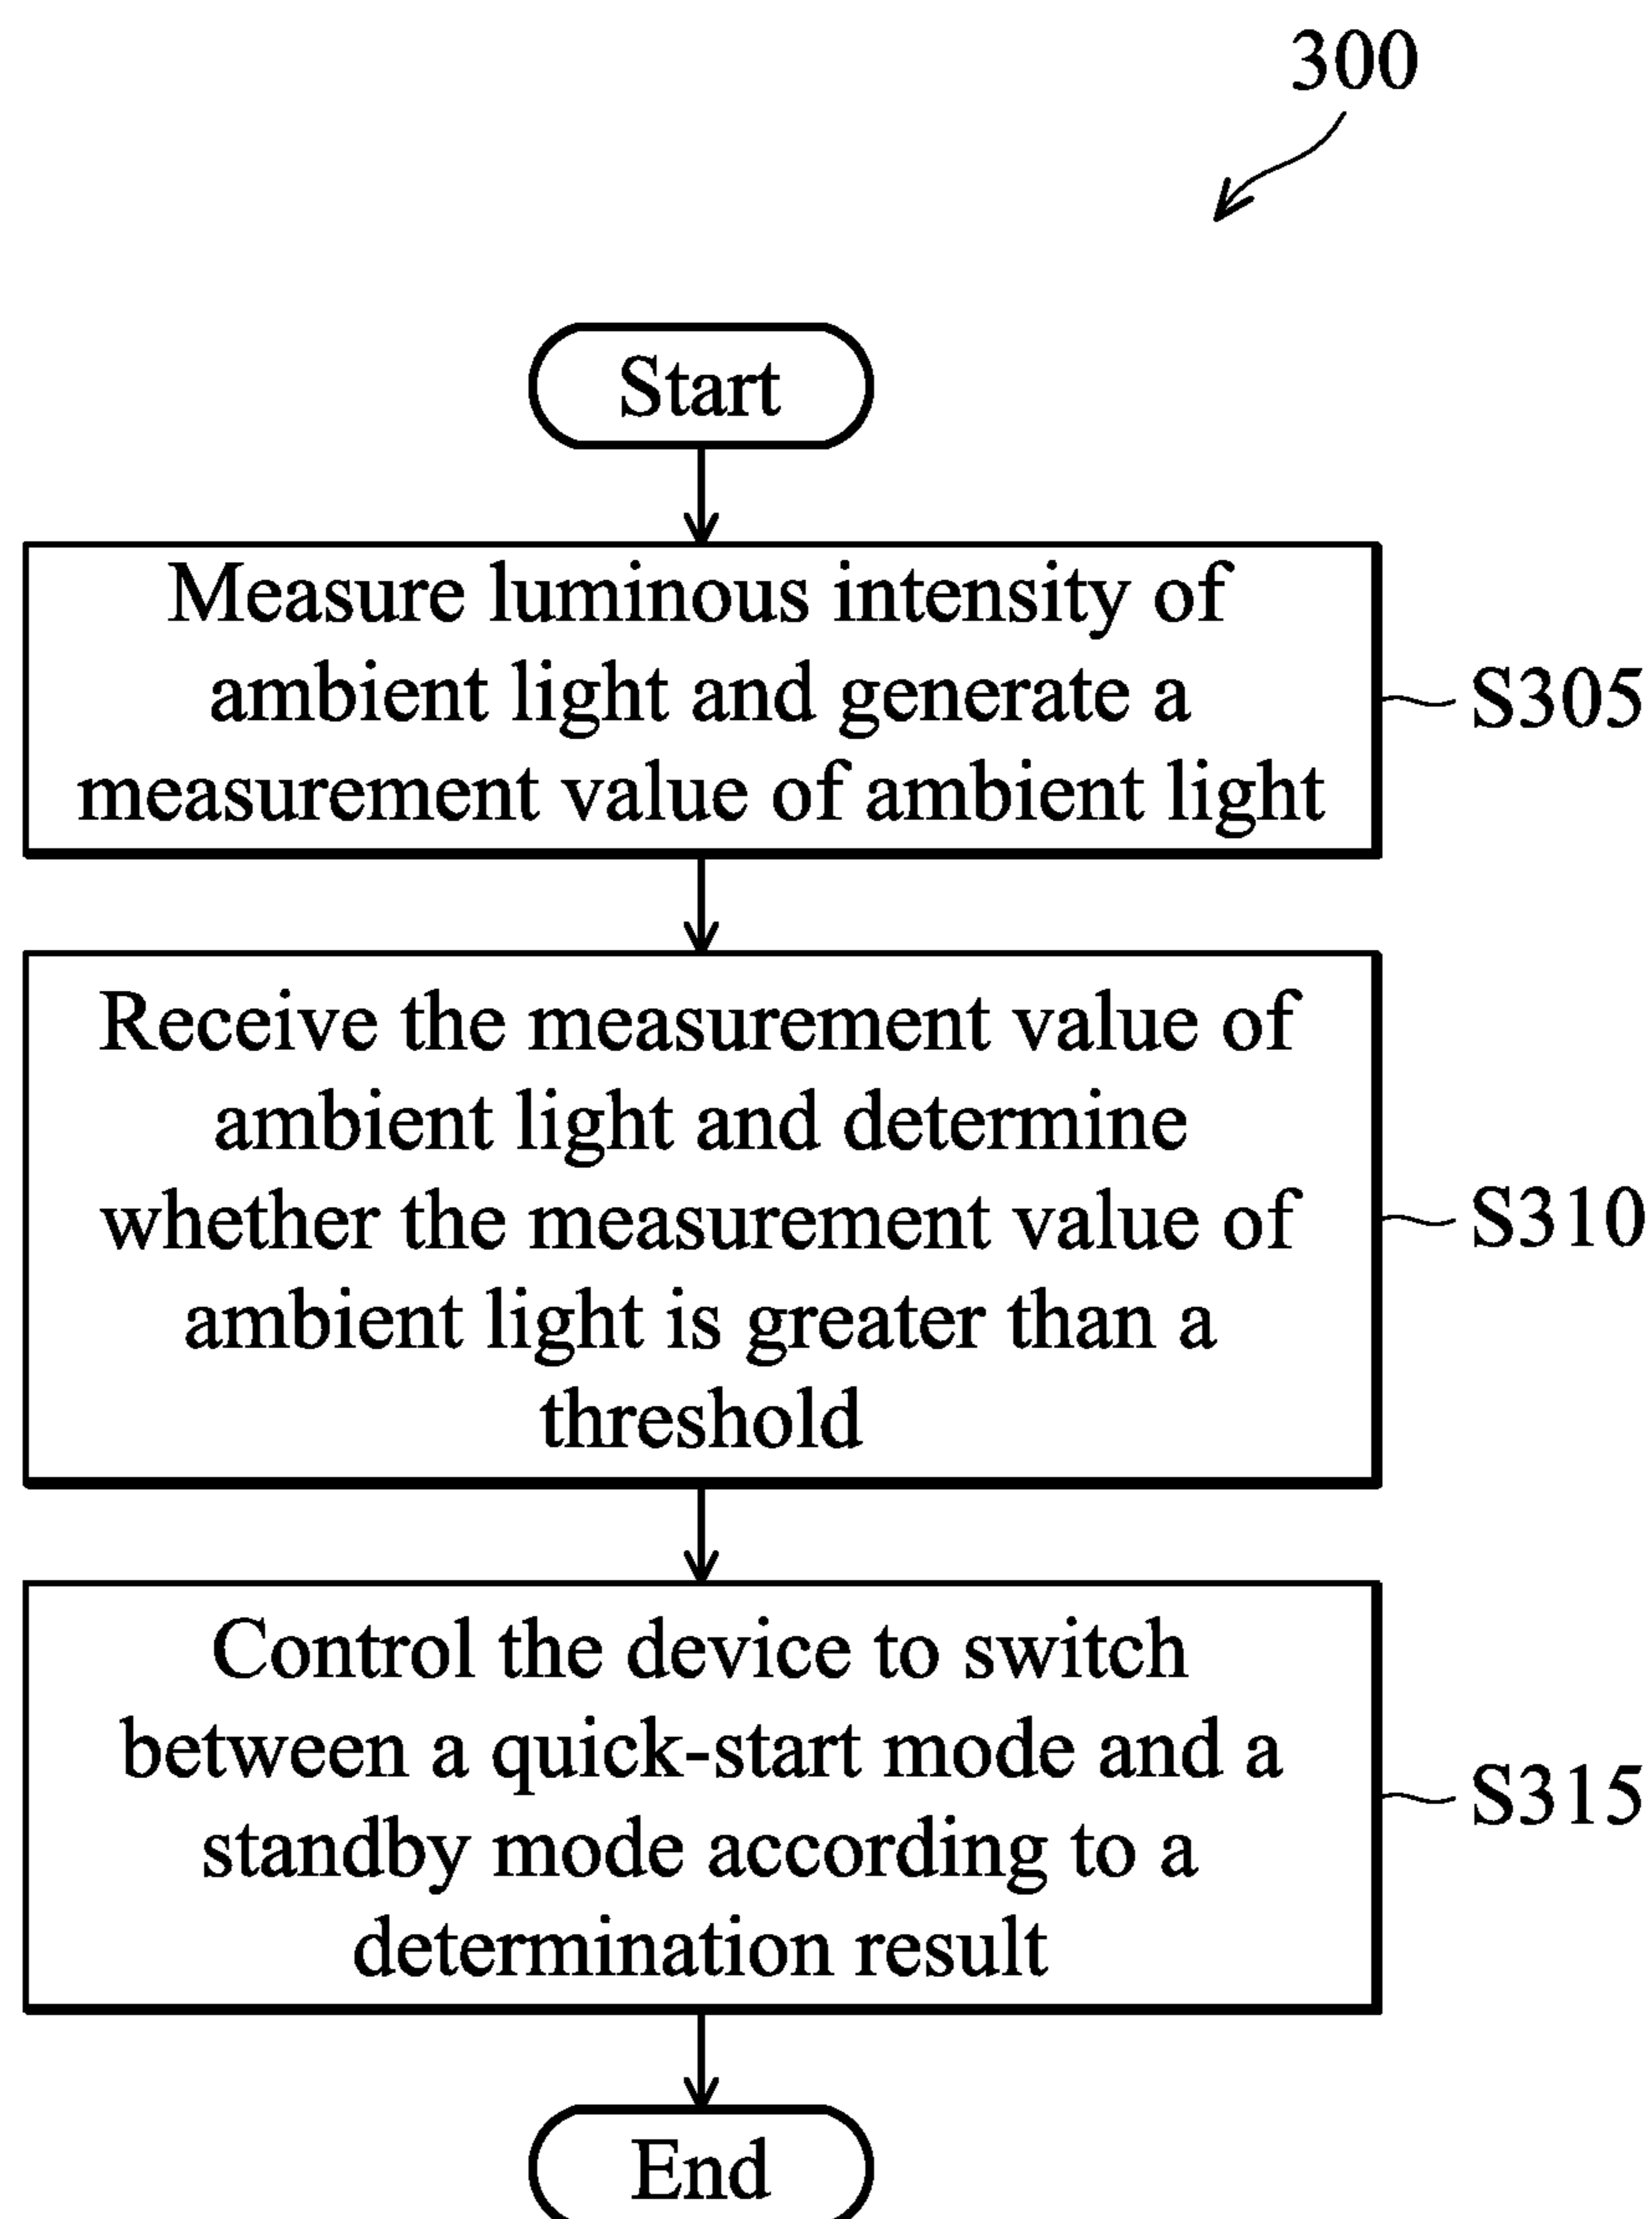 300
Start
Measure luminous intensity of
ambient light and generate a
measurement value of ambient light
S305
Receive the measurement value of
ambient light and determine
whether the measurement value of
ambient light is greater than a
threshold
S310
Control the device to switch
between a quick-start mode and a
standby mode according to a
determination result
S315
End